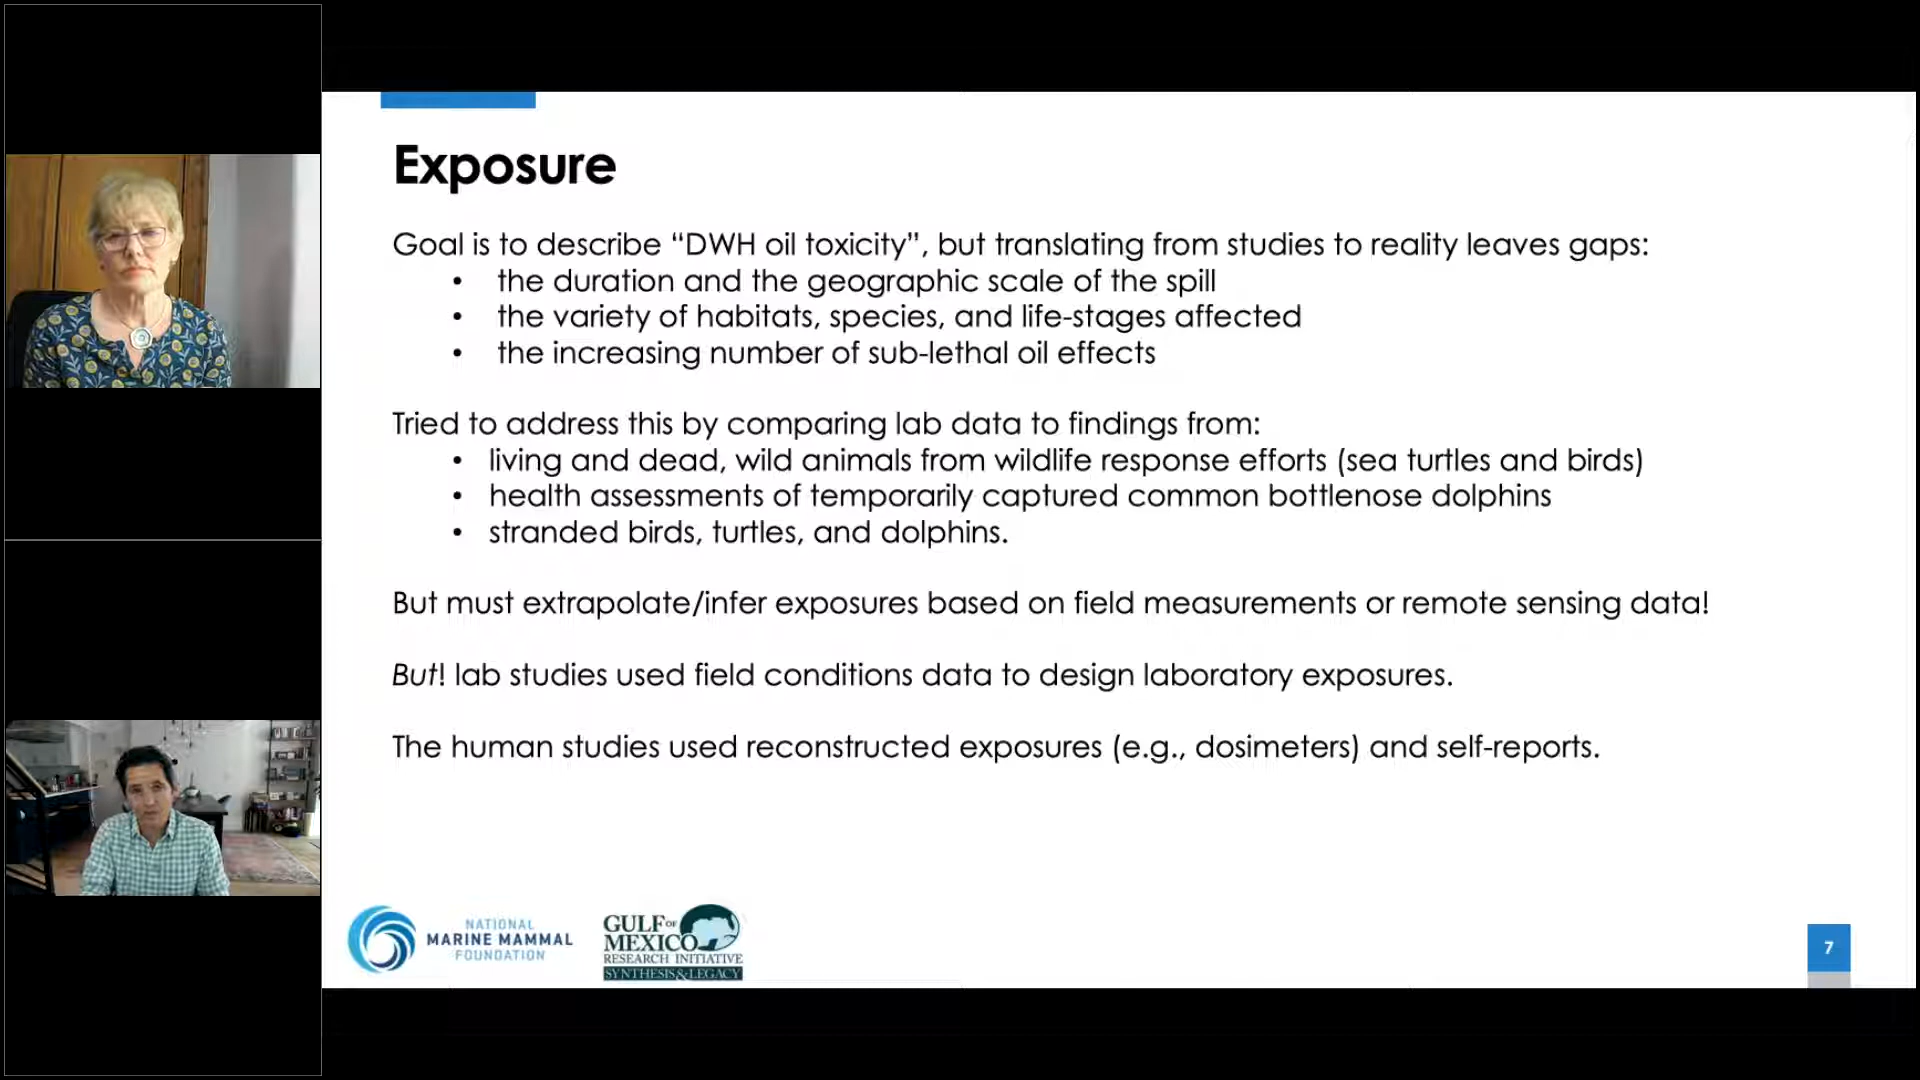 Exposure
Goal is to describe “DWH oil toxicity”, but translating from studies to reality leaves gaps:
• the duration and the geographic scale of the spill
• the variety of habitats, species, and life-stages affected
• the increasing number of sub-lethal oil effects
Tried to address this by comparing lab data to findings from:
• living and dead, wild animals from wildlife response efforts (sea turtles and birds)
• health assessments of temporarily captured common bottlenose dolphins
• stranded birds, turtles, and dolphins.
But must extrapolate/infer exposures based on field measurements or remote sensing data!
But! lab studies used field conditions data to design laboratory exposures.
The human studies used reconstructed exposures (e.g., dosimeters) and self-reports.
NATIONAL
MARINE MAMMAL
FOUNDATION
GULF OF
MEXICO
RESEARCH INITIATIVE
SYNTHESIS & LEGACY
7